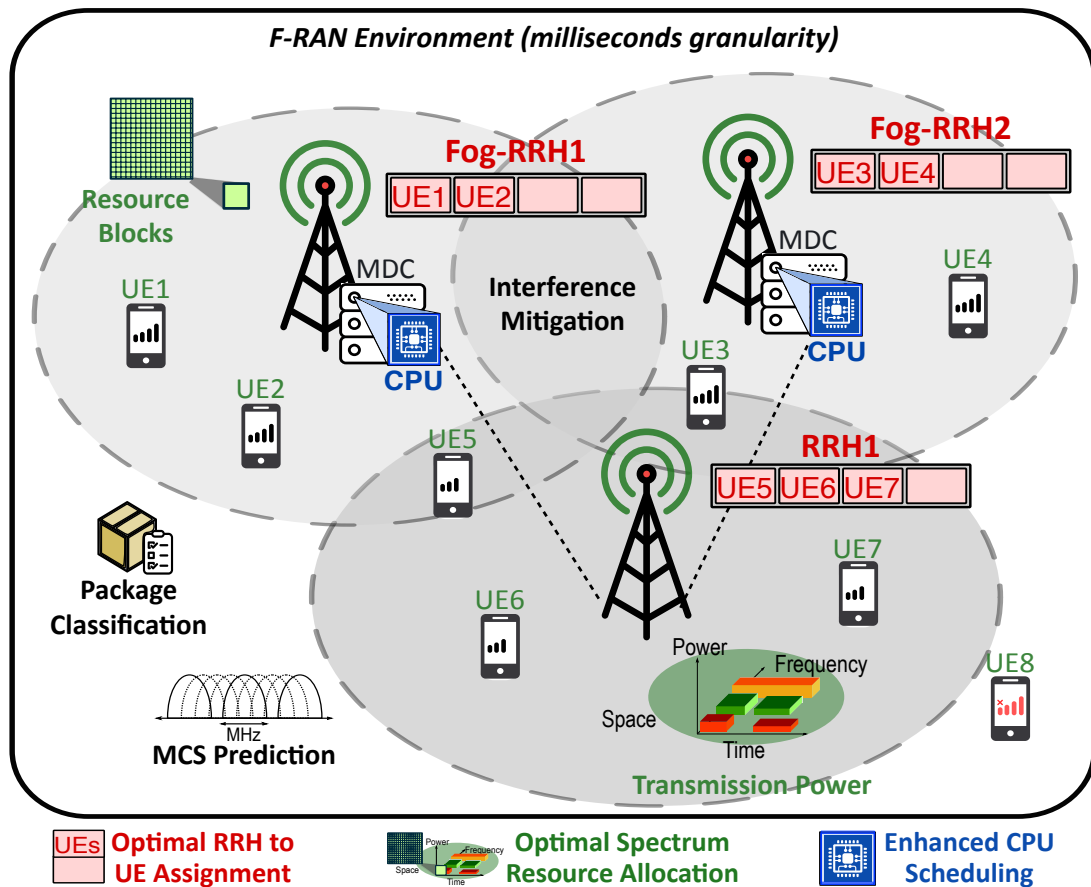 F-RAN Environment (milliseconds granularity)
Resource
Blocks
Fog-RRH1
UE1 UE2
Fog-RRH2
UE3 UE4
MDC
CPU
MDC
CPU
Interference
Mitigation
UE1
UE2
UE3
UE4
UE5
RRH1
UE5 UE6 UE7
UE6
UE7
UE8
Package
Classification
MHz
MCS Prediction
Power
Frequency
Space
Time
Transmission Power
UEs
Optimal RRH to
UE Assignment
Power
Frequency
Space
Time
Optimal Spectrum
Resource Allocation
Enhanced CPU
Scheduling